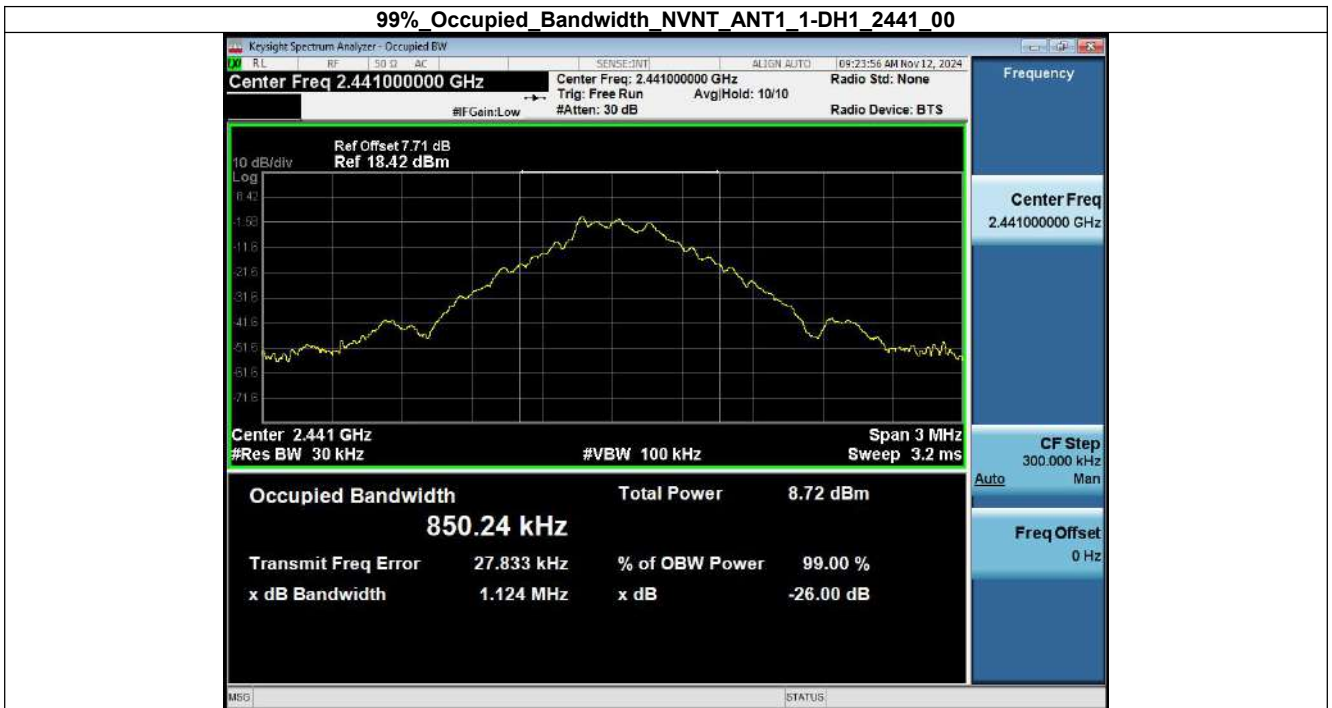 99%_Occupied_Bandwidth_NVNT_ANT1_1-DH1_2441_00
Keysight Spectrum Analyzer - Occupied BW
RL RF 50 Ω AC SENSE:INT ALIGN AUTO 09:23:56 AM Nov 12, 2024
Center Freq 2.441000000 GHz
Center Freq: 2.441000000 GHz
Radio Std: None
Trig: Free Run Avg|Hold: 10/10
#IFGain:Low
#Atten: 30 dB
Radio Device: BTS
Ref Offset 7.71 dB
10 dB/div Ref 18.42 dBm
Log
8.42
-1.58
-11.6
-21.6
-31.6
-41.6
-51.6
-61.6
-71.6
Center 2.441 GHz Span 3 MHz
#Res BW 30 kHz #VBW 100 kHz Sweep 3.2 ms
Occupied Bandwidth Total Power 8.72 dBm
850.24 kHz
Transmit Freq Error 27.833 kHz % of OBW Power 99.00 %
x dB Bandwidth 1.124 MHz x dB -26.00 dB
MSG STATUS
Frequency
Center Freq
2.441000000 GHz
CF Step
300.000 kHz
Auto Man
Freq Offset
0 Hz